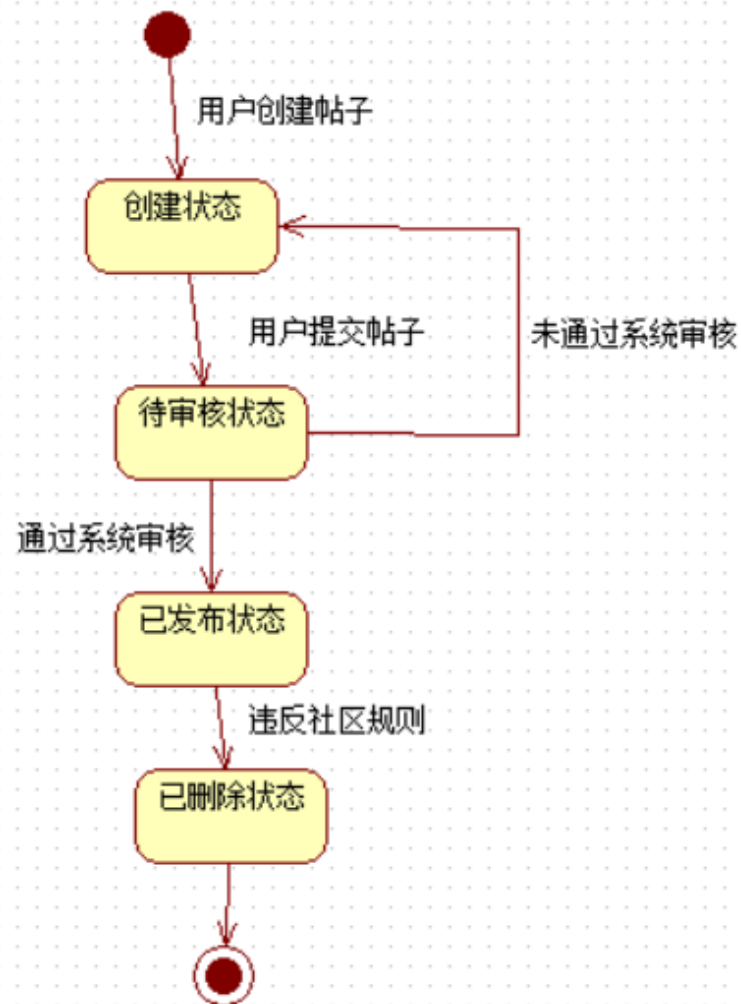 用户创建帖子
创建状态
用户提交帖子
未通过系统审核
待审核状态
通过系统审核
已发布状态
违反社区规则
已删除状态